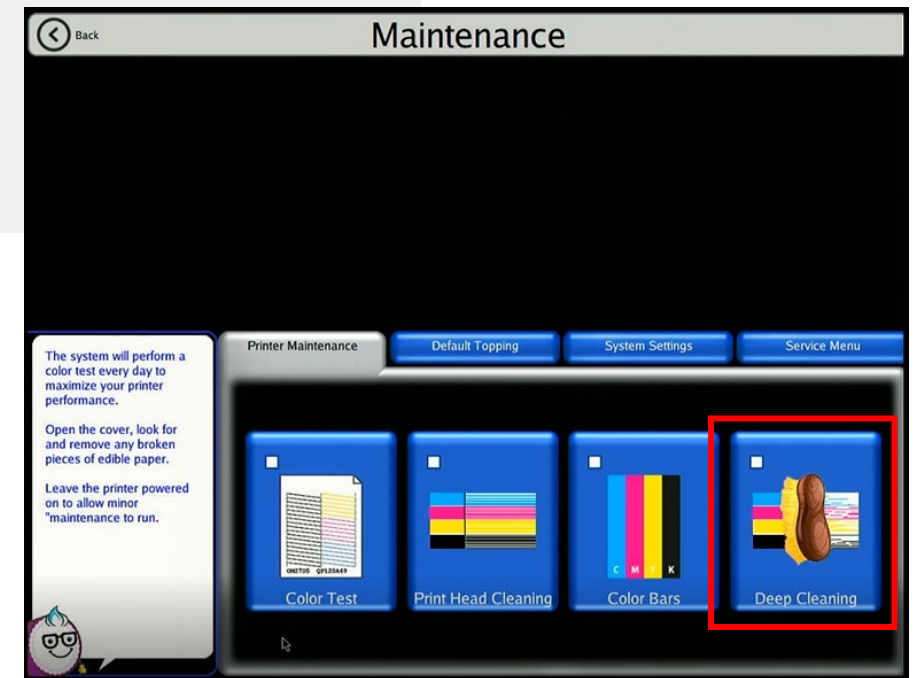 Back
Maintenance
The system will perform a
color test every day to
maximize your printer
performance.
Open the cover, look for
and remove any broken
pieces of edible paper.
Leave the printer powered
on to allow minor
"maintenance to run.
Printer Maintenance
Default Topping
System Settings
Service Menu
Color Test
Print Head Cleaning
C M Y K
Color Bars
Deep Cleaning